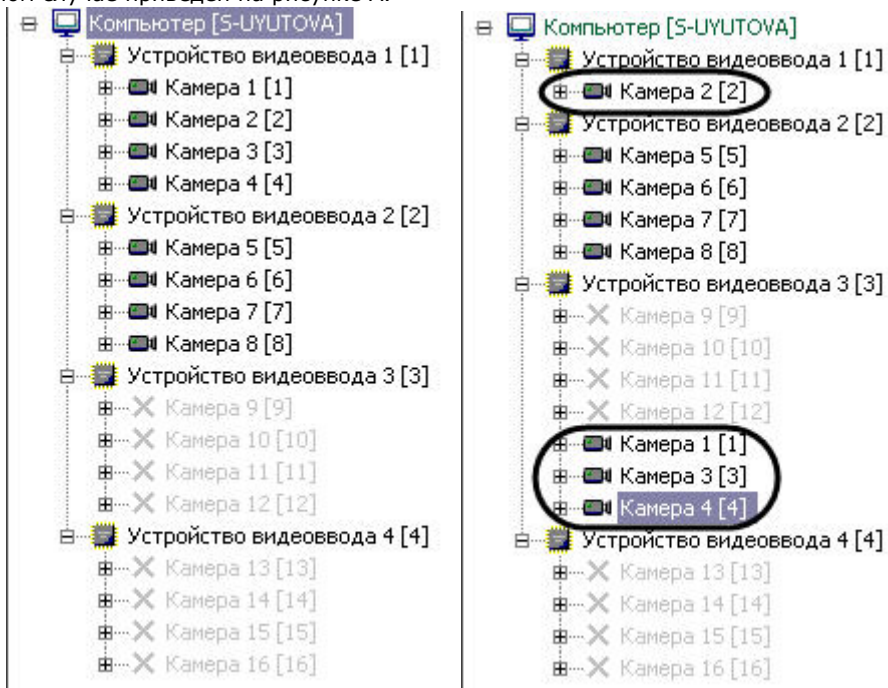 случае приведен на рисунке
Компьютер [S-UYUTOVA]
Устройство видеоввода 1 [1]
Камера 1 [1]
Камера 2 [2]
Камера 3 [3]
Камера 4 [4]
Устройство видеоввода 2 [2]
Камера 5 [5]
Камера 6 [6]
Камера 7 [7]
Камера 8 [8]
Устройство видеоввода 3 [3]
Камера 9 [9]
Камера 10 [10]
Камера 11 [11]
Камера 12 [12]
Устройство видеоввода 4 [4]
Камера 13 [13]
Камера 14 [14]
Камера 15 [15]
Камера 16 [16]
Компьютер [S-UYUTOVA]
Устройство видеоввода 1 [1]
Камера 2 [2]
Устройство видеоввода 2 [2]
Камера 5 [5]
Камера 6 [6]
Камера 7 [7]
Камера 8 [8]
Устройство видеоввода 3 [3]
Камера 9 [9]
Камера 10 [10]
Камера 11 [11]
Камера 12 [12]
Камера 1 [1]
Камера 3 [3]
Камера 4 [4]
Устройство видеоввода 4 [4]
Камера 13 [13]
Камера 14 [14]
Камера 15 [15]
Камера 16 [16]